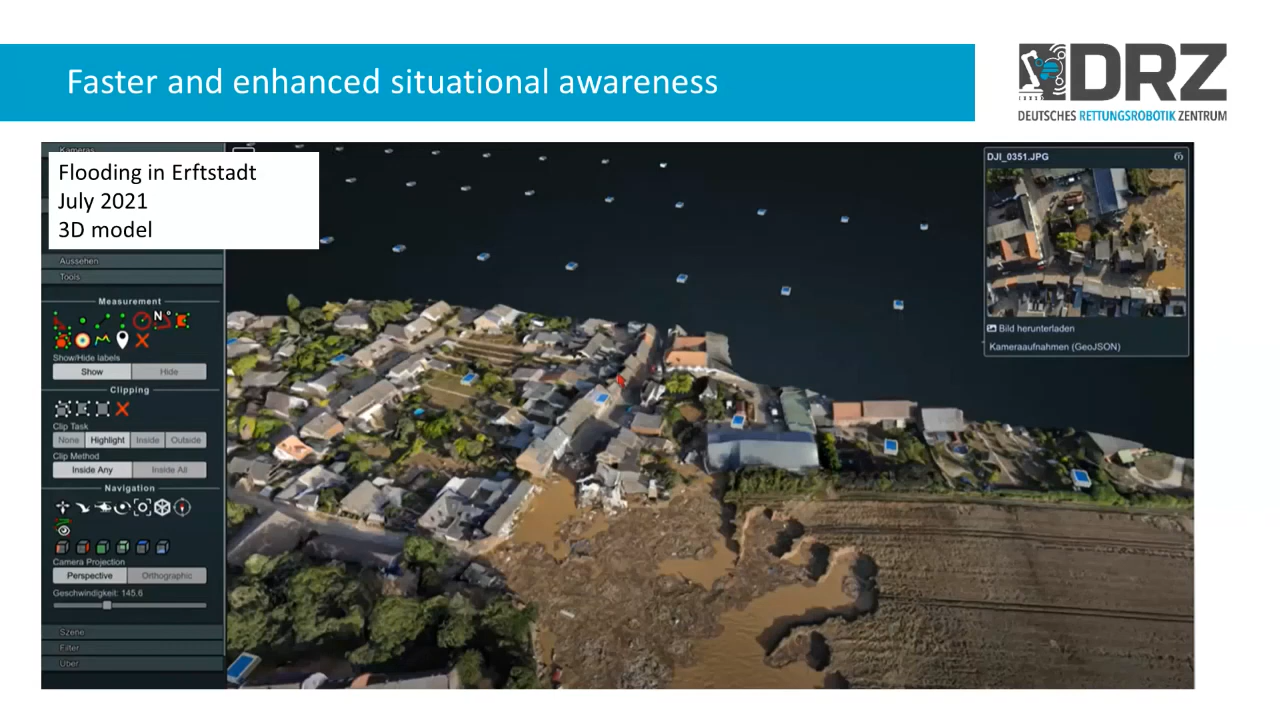 Faster and enhanced situational awareness
DRZ
DEUTSCHES RETTUNGSROBOTIK ZENTRUM
Kameras
Flooding in Erftstadt
July 2021
3D model
Aussehen
Tools
Measurement
N °
Show/Hide labels
Show Hide
Clipping
Clip Task
None Highlight Inside Outside
Clip Method
Inside Any Inside All
Navigation
Camera Projection
Perspective Orthographic
Geschwindigkeit: 145.6
Szene
Filter
Über
DJI_0351.JPG
Bild herunterladen
Kameraaufnahmen (GeoJSON)